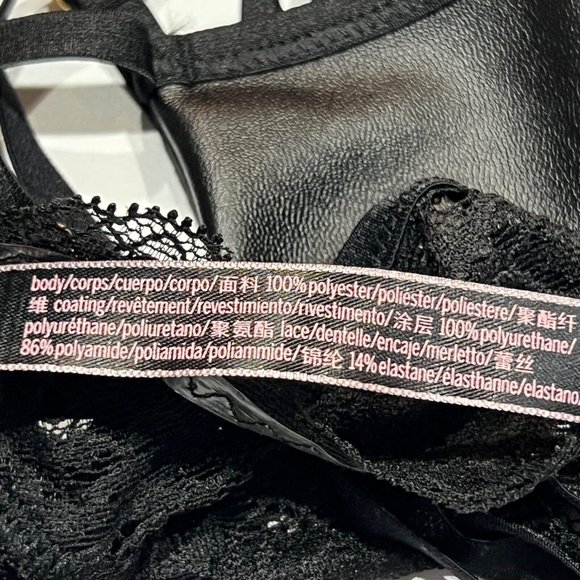 body/corps/cuerpo/corpo/面料 100% polyester/poliéster/poliestere/聚酯纤
维 coating/revêtement/revestimiento/rivestimento/涂层 100% polyurethane/
polyuréthane/poliuretano/聚氨酯 lace/dentelle/encaje/merletto/蕾丝
86% polyamide/poliamida/poliammide/锦纶 14% elastane/élasthanne/elastano